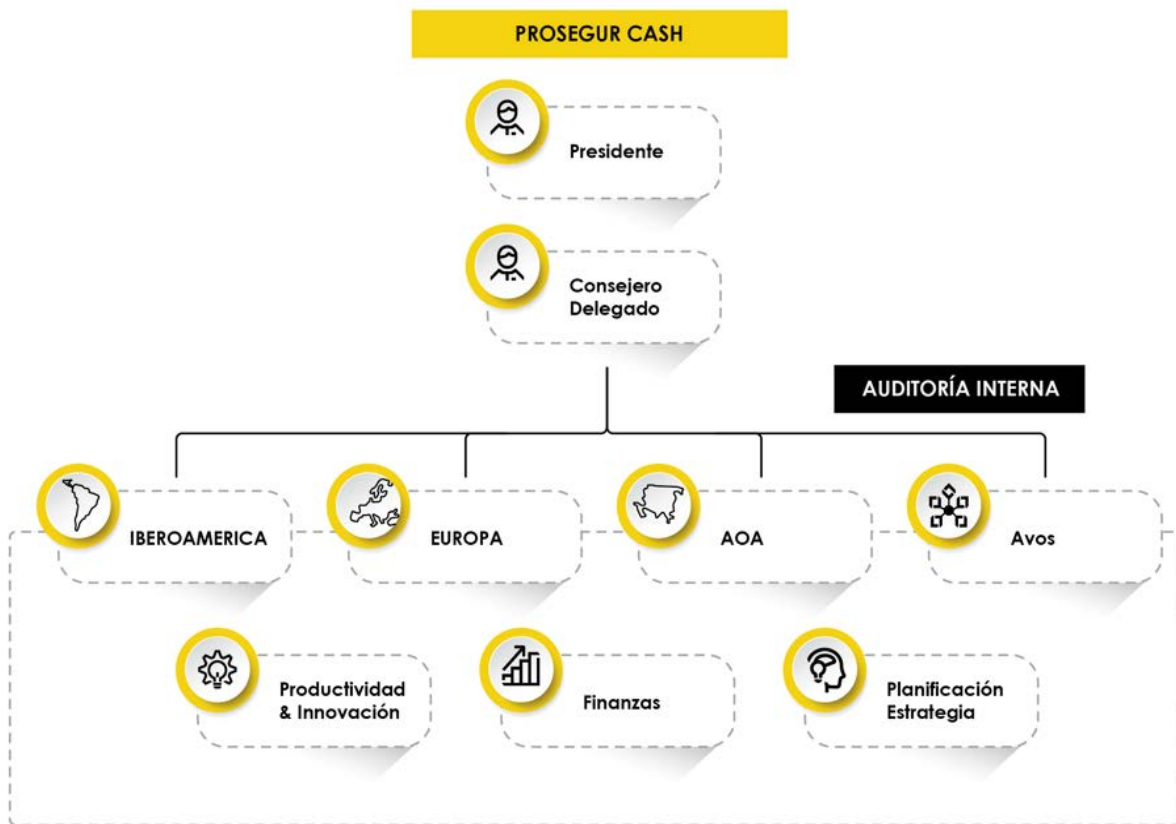 PROSEGUR CASH
Presidente
Consejero
Delegado
AUDITORÍA INTERNA
IBEROAMERICA
EUROPA
AOA
Avos
Productividad
& Innovación
Finanzas
Planificación
Estrategia